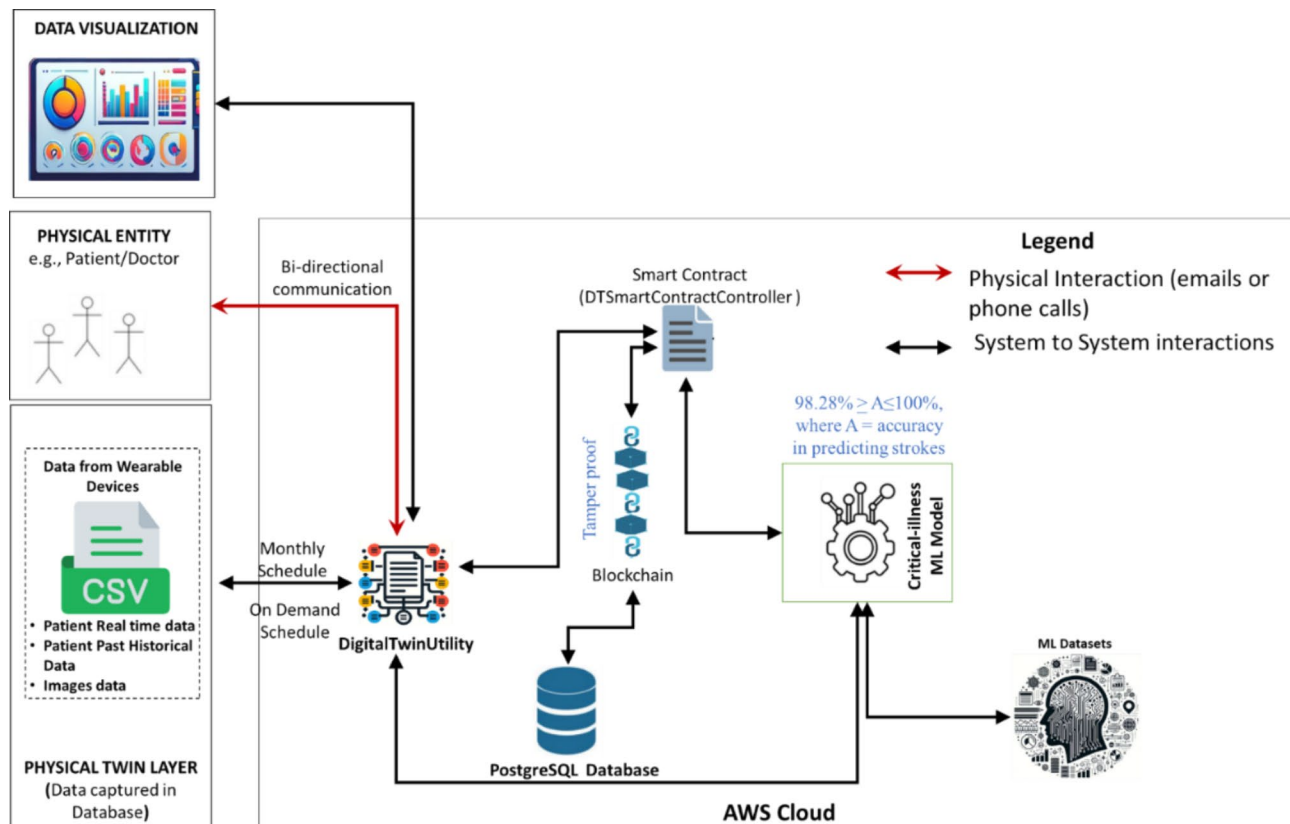 DATA VISUALIZATION
PHYSICAL ENTITY
e.g., Patient/Doctor
Data from Wearable
Devices
CSV
• Patient Real time data
• Patient Past Historical
Data
• Images data
PHYSICAL TWIN LAYER
(Data captured in
Database)
Bi-directional
communication
Monthly
Schedule
On Demand
Schedule
DigitalTwinUtility
Smart Contract
(DTSmartContractController )
Tamper proof
Blockchain
PostgreSQL Database
Legend
Physical Interaction (emails or
phone calls)
System to System interactions
98.28% ≥ A≤100%,
where A = accuracy
in predicting strokes
Critical-illness
ML Model
ML Datasets
AWS Cloud